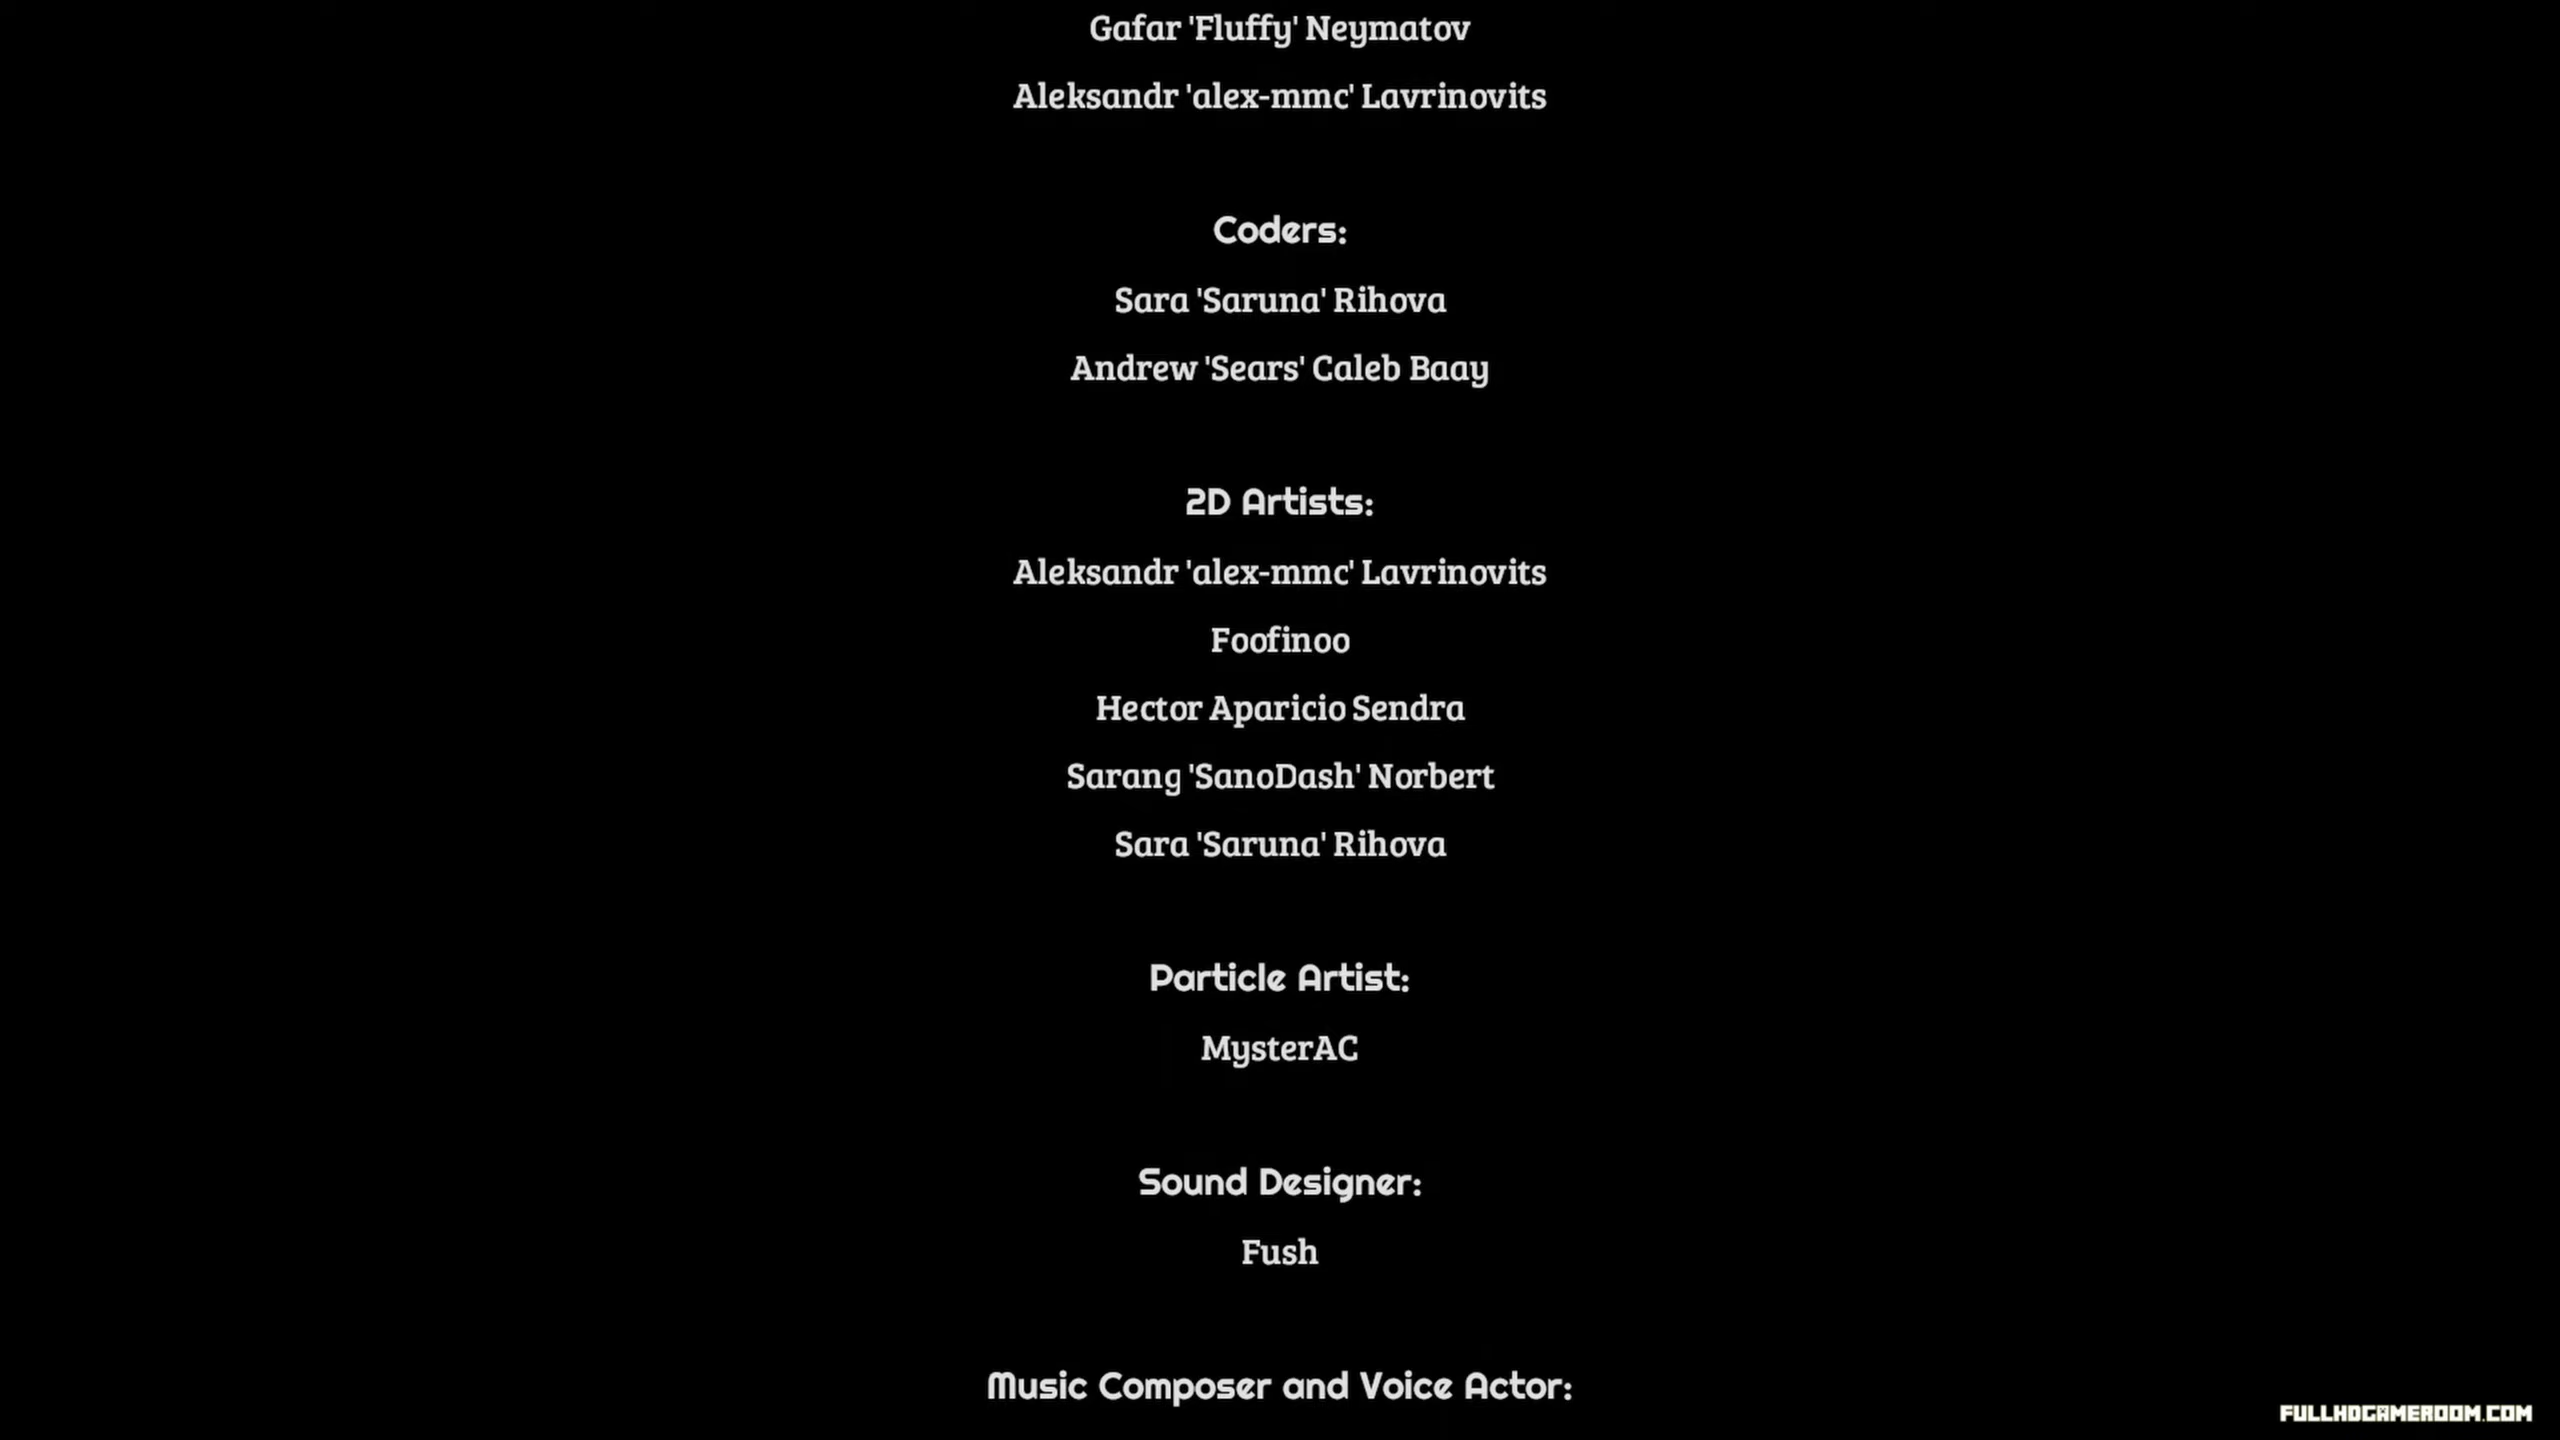 Gafar 'Fluffy' Neymatov
Aleksandr 'alex-mmc' Lavrinovits
Coders:
Sara 'Saruna' Rihova
Andrew 'Sears' Caleb Baay
2D Artists:
Aleksandr 'alex-mmc' Lavrinovits
Foofinoo
Hector Aparicio Sendra
Sarang 'SanoDash' Norbert
Sara 'Saruna' Rihova
Particle Artist:
MysterAC
Sound Designer:
Fush
Music Composer and Voice Actor:
FULLHDGAMEROOM.COM